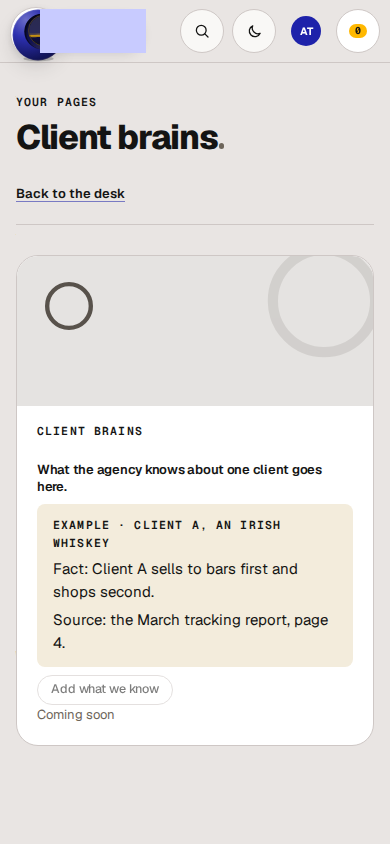 AT
0
YOUR PAGES
Client brains.
Back to the desk
CLIENT BRAINS
What the agency knows about one client goes
here.
EXAMPLE · CLIENT A, AN IRISH
WHISKEY
Fact: Client A sells to bars first and
shops second.
Source: the March tracking report, page
4.
Add what we know
Coming soon